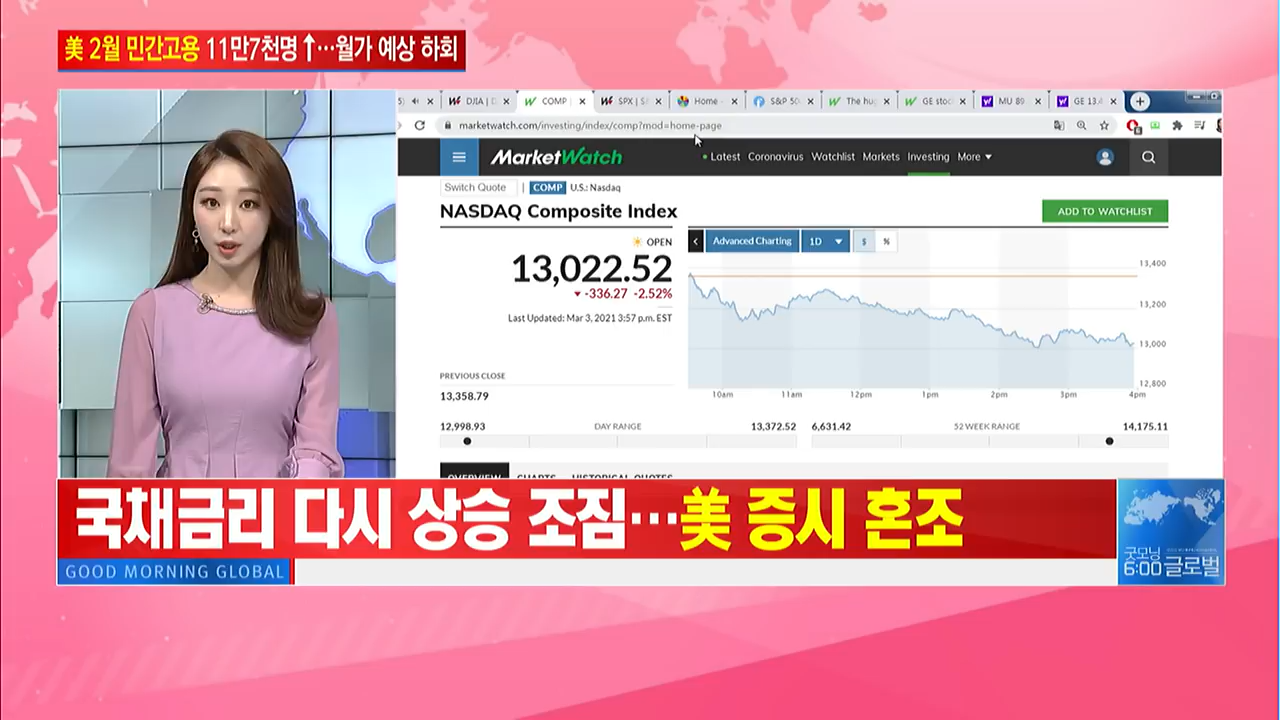 美 2월 민간고용 11만7천명↑…월가 예상 하회
DJIA | D
COMP |
SPX | S
Home -
S&P 50
The hu
GE stoc
MU 89
GE 13.
marketwatch.com/investing/index/comp?mod=home-page
MarketWatch
Latest Coronavirus Watchlist Markets Investing More
Switch Quote | COMP U.S.: Nasdaq
NASDAQ Composite Index
ADD TO WATCHLIST
OPEN
Advanced Charting 1D $ %
13,022.52
-336.27 -2.52%
Last Updated: Mar 3, 2021 3:57 p.m. EST
13,400
13,200
13,000
12,800
10am 11am 12pm 1pm 2pm 3pm 4pm
PREVIOUS CLOSE
13,358.79
12,998.93 DAY RANGE 13,372.52
6,631.42 52 WEEK RANGE 14,175.11
OVERVIEW CHARTS HISTORICAL QUOTES
국채금리 다시 상승 조짐…美 증시 혼조
GOOD MORNING GLOBAL
굿모닝
6:00 글로벌